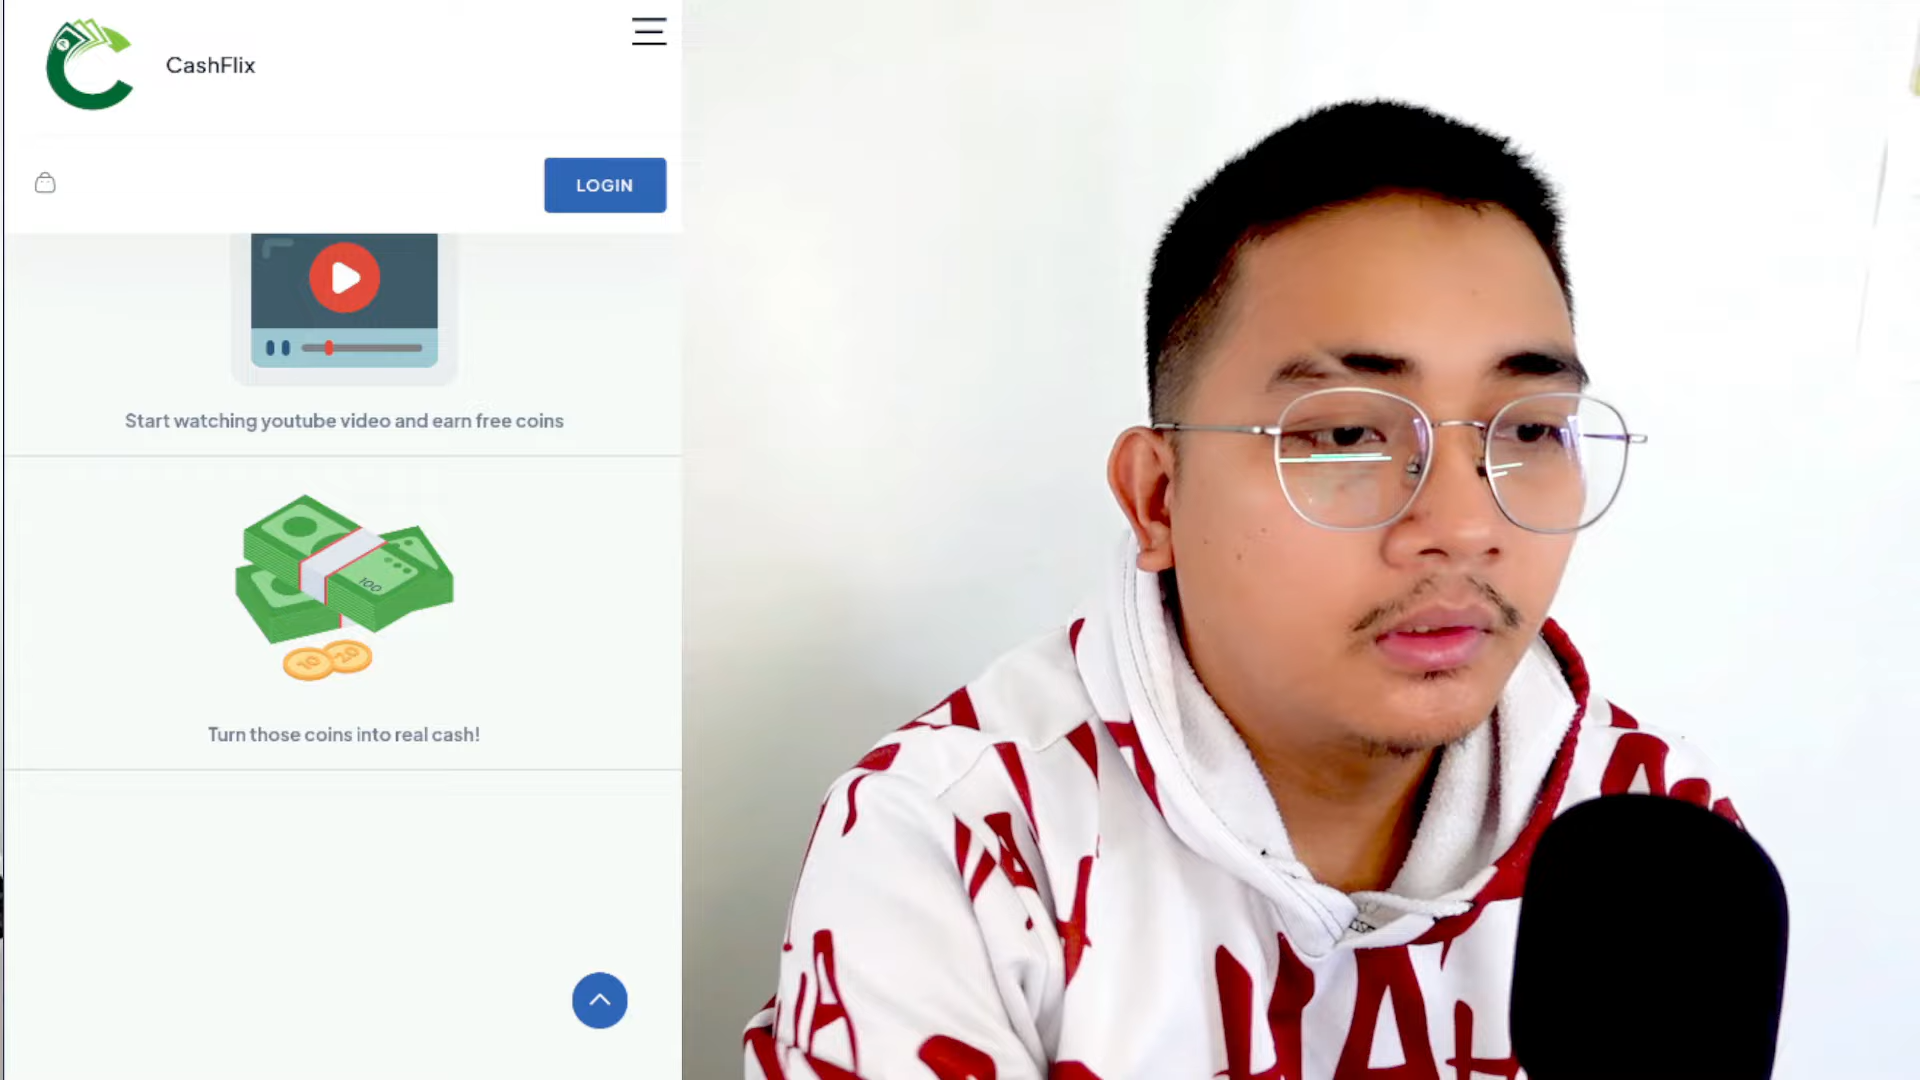 CashFlix
LOGIN
Start watching youtube video and earn free coins
100
10
20
Turn those coins into real cash!
HAH